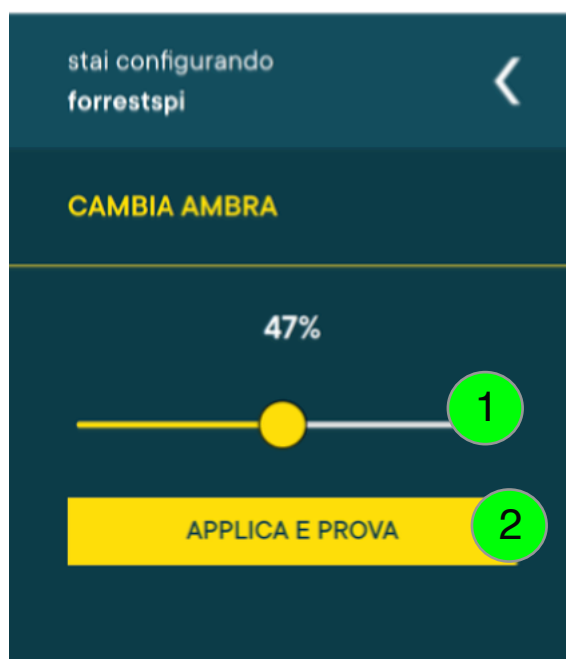 stai configurando
forrestspi
CAMBIA AMBRA
47%
1
APPLICA E PROVA
2